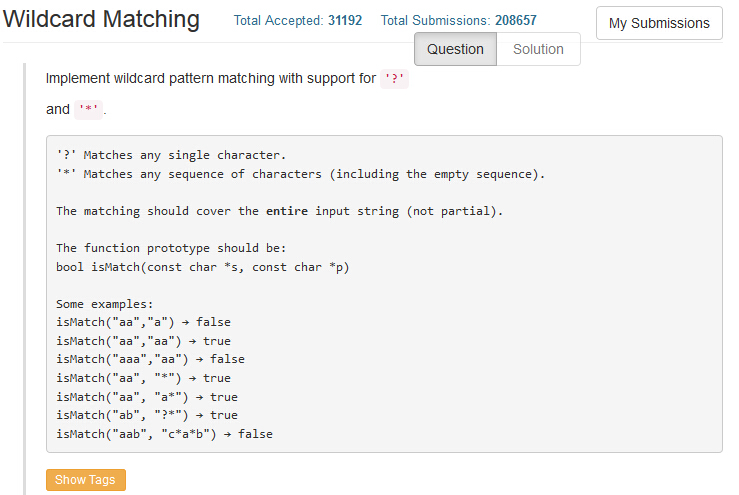 Wildcard Matching Total Accepted: 31192 Total Submissions: 208657 My Submissions
Question Solution
Implement wildcard pattern matching with support for '?'
and '*'.
'?' Matches any single character.
'*' Matches any sequence of characters (including the empty sequence).
The matching should cover the entire input string (not partial).
The function prototype should be:
bool isMatch(const char *s, const char *p)
Some examples:
isMatch("aa","a") → false
isMatch("aa","aa") → true
isMatch("aaa","aa") → false
isMatch("aa", "*") → true
isMatch("aa", "a*") → true
isMatch("ab", "?*") → true
isMatch("aab", "c*a*b") → false
Show Tags